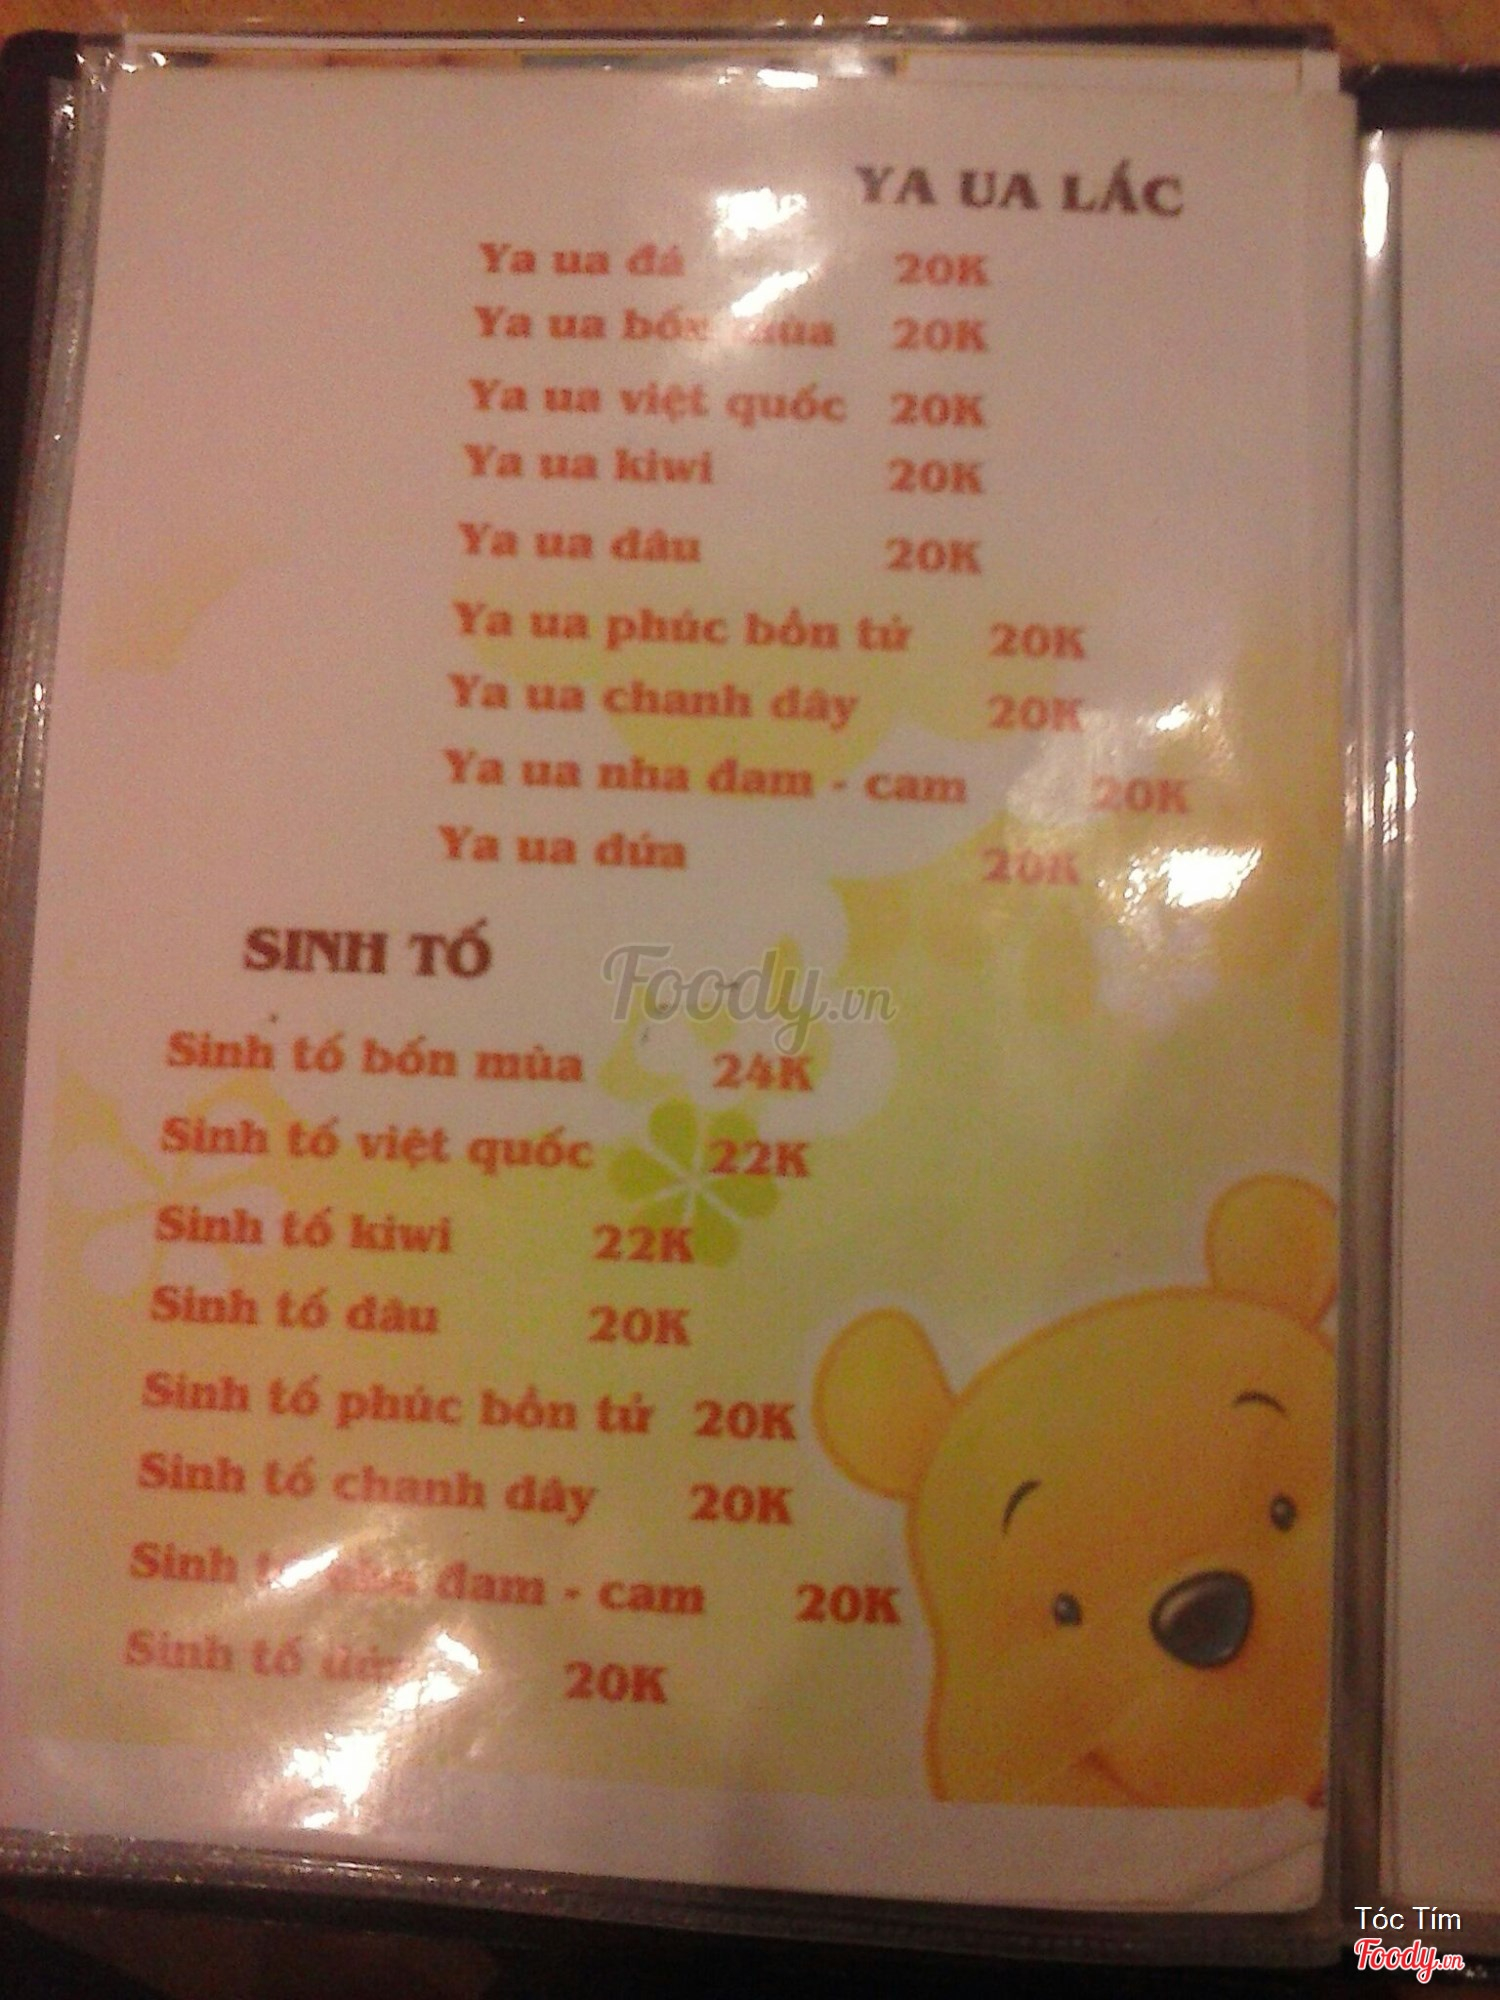 YA UA LẮC
Ya ua đá 20K
Ya ua bốn mùa 20K
Ya ua việt quốc 20K
Ya ua kiwi 20K
Ya ua dâu 20K
Ya ua phúc bồn tử 20K
Ya ua chanh dây 20K
Ya ua nha đam - cam 20K
Ya ua dứa 20K
SINH TỐ
Foody.vn
Sinh tố bốn mùa 24K
Sinh tố việt quốc 22K
Sinh tố kiwi 22K
Sinh tố dâu 20K
Sinh tố phúc bồn tử 20K
Sinh tố chanh dây 20K
Sinh tố nha đam - cam 20K
Sinh tố 20K
Tóc Tím
Foody.vn